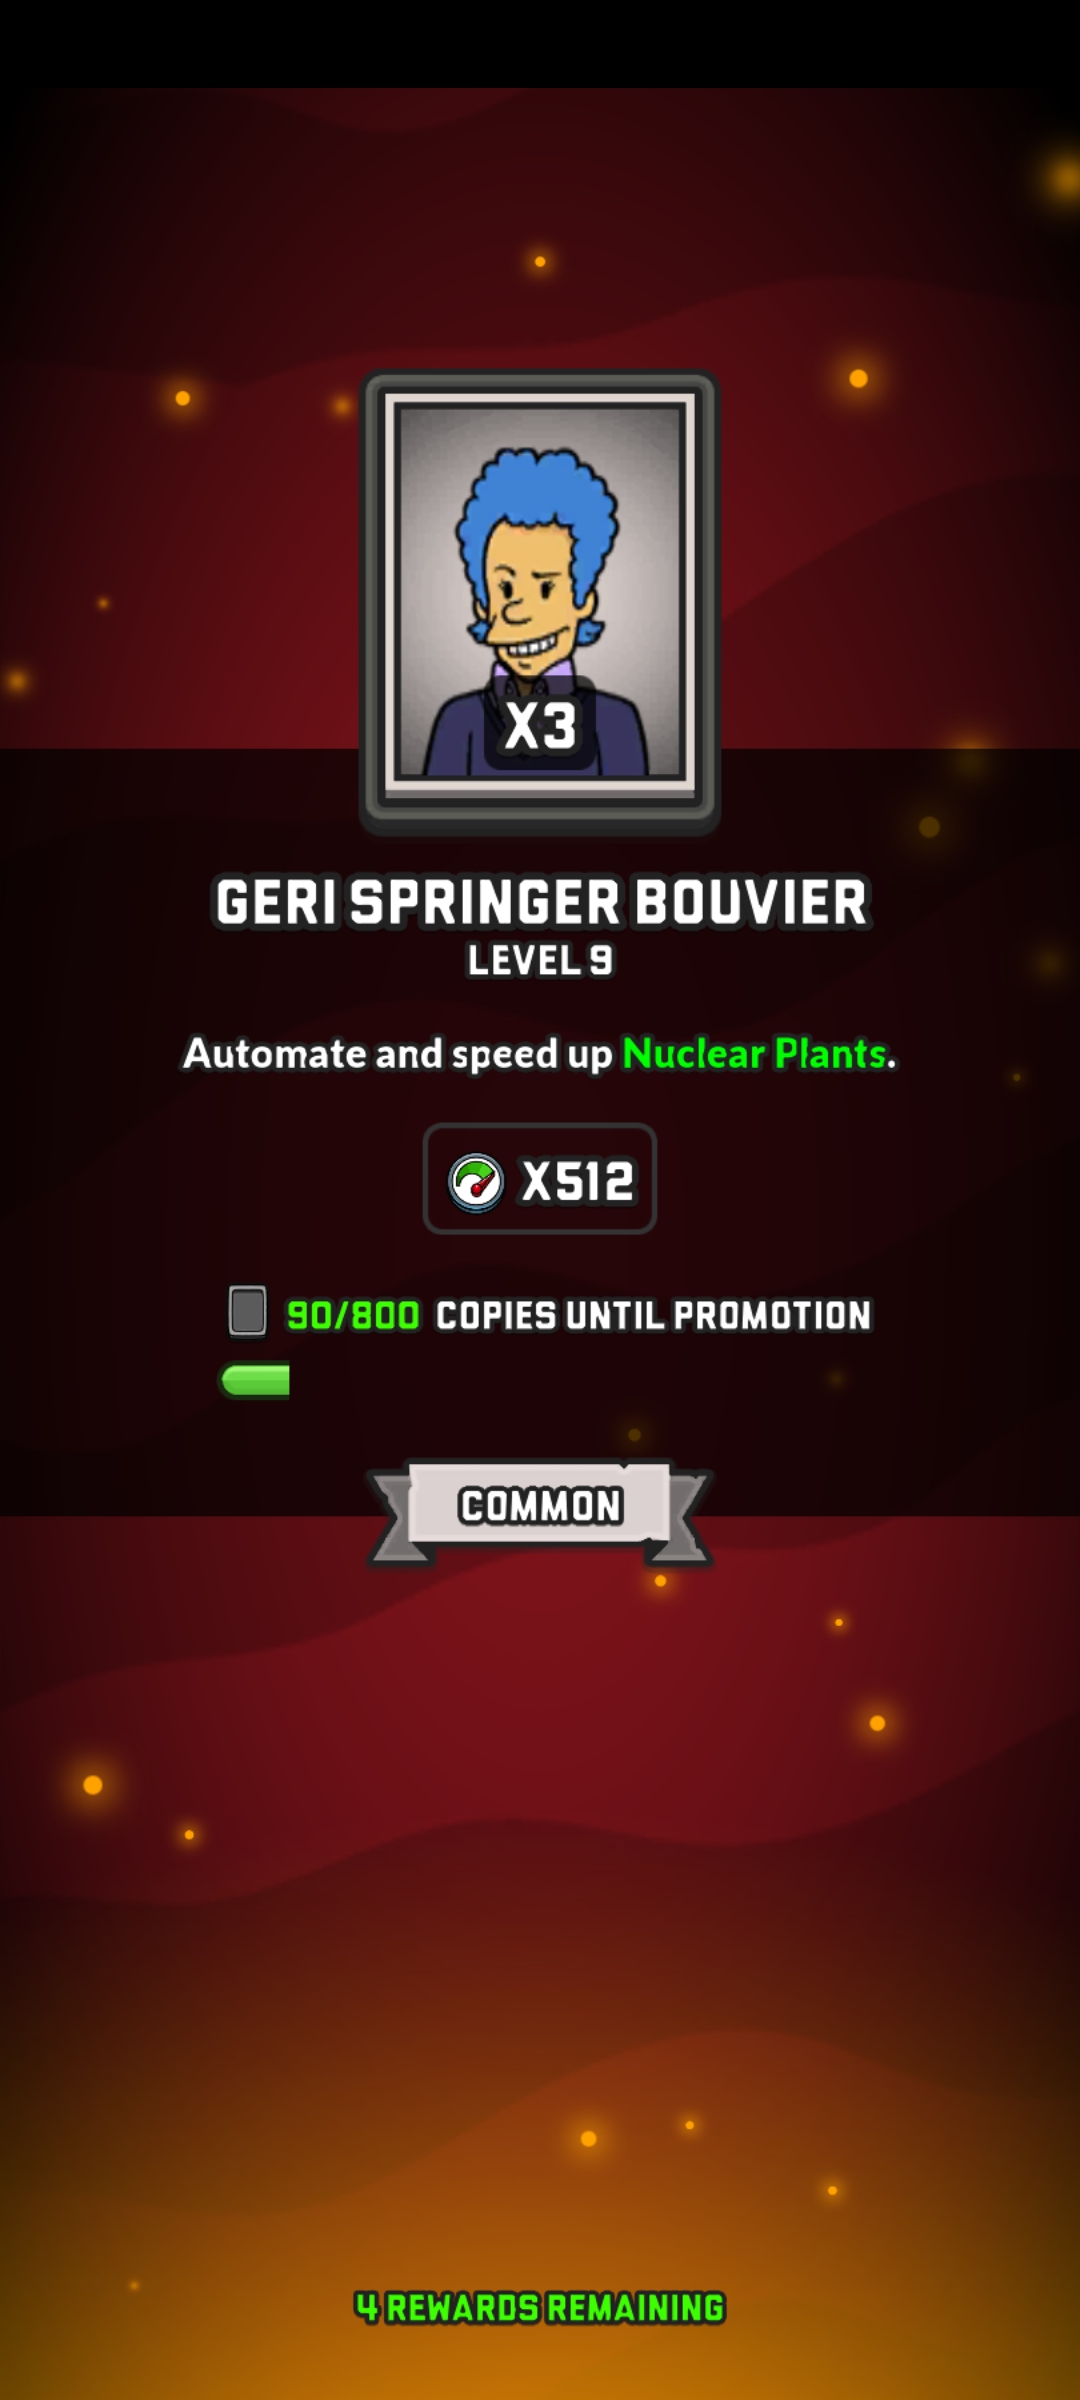 X3
GERI SPRINGER BOUVIER
LEVEL 9
Automate and speed up Nuclear Plants.
X512
90/800 COPIES UNTIL PROMOTION
COMMON
4 REWARDS REMAINING